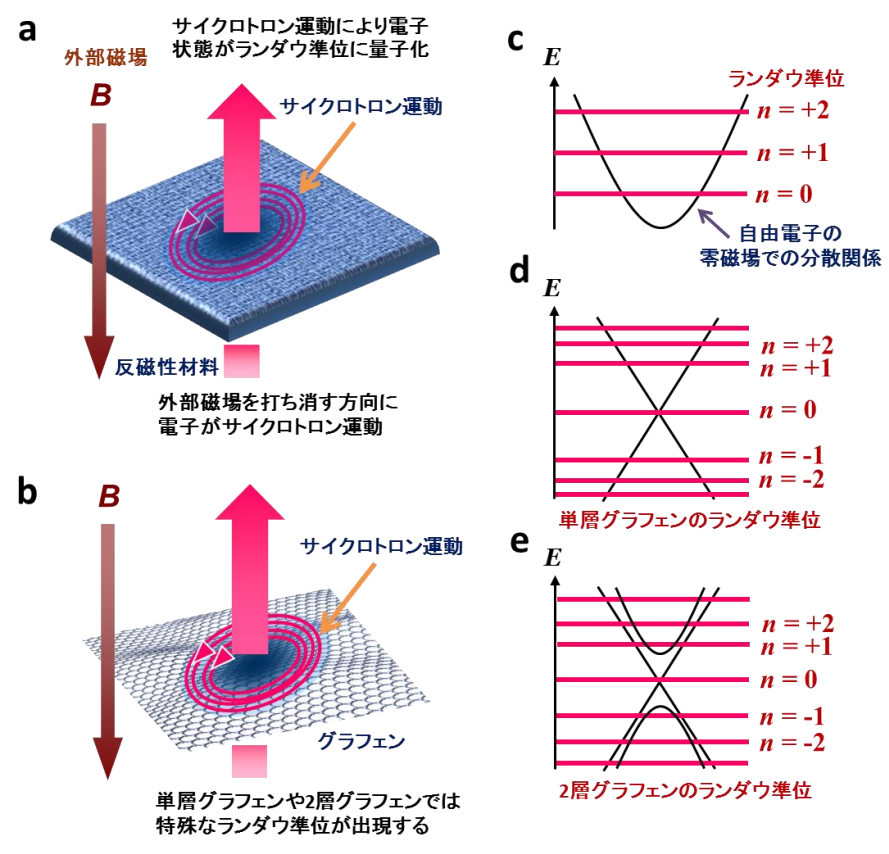 a
サイクロトロン運動により電子
状態がランダウ準位に量子化
外部磁場
B
サイクロトロン運動
反磁性材料
外部磁場を打ち消す方向に
電子がサイクロトロン運動
b
B
サイクロトロン運動
グラフェン
単層グラフェンや2層グラフェンでは
特殊なランダウ準位が出現する
c
E
ランダウ準位
n = +2
n = +1
n = 0
自由電子の
零磁場での分散関係
d
E
n = +2
n = +1
n = 0
n = -1
n = -2
単層グラフェンのランダウ準位
e
E
n = +2
n = +1
n = 0
n = -1
n = -2
2層グラフェンのランダウ準位